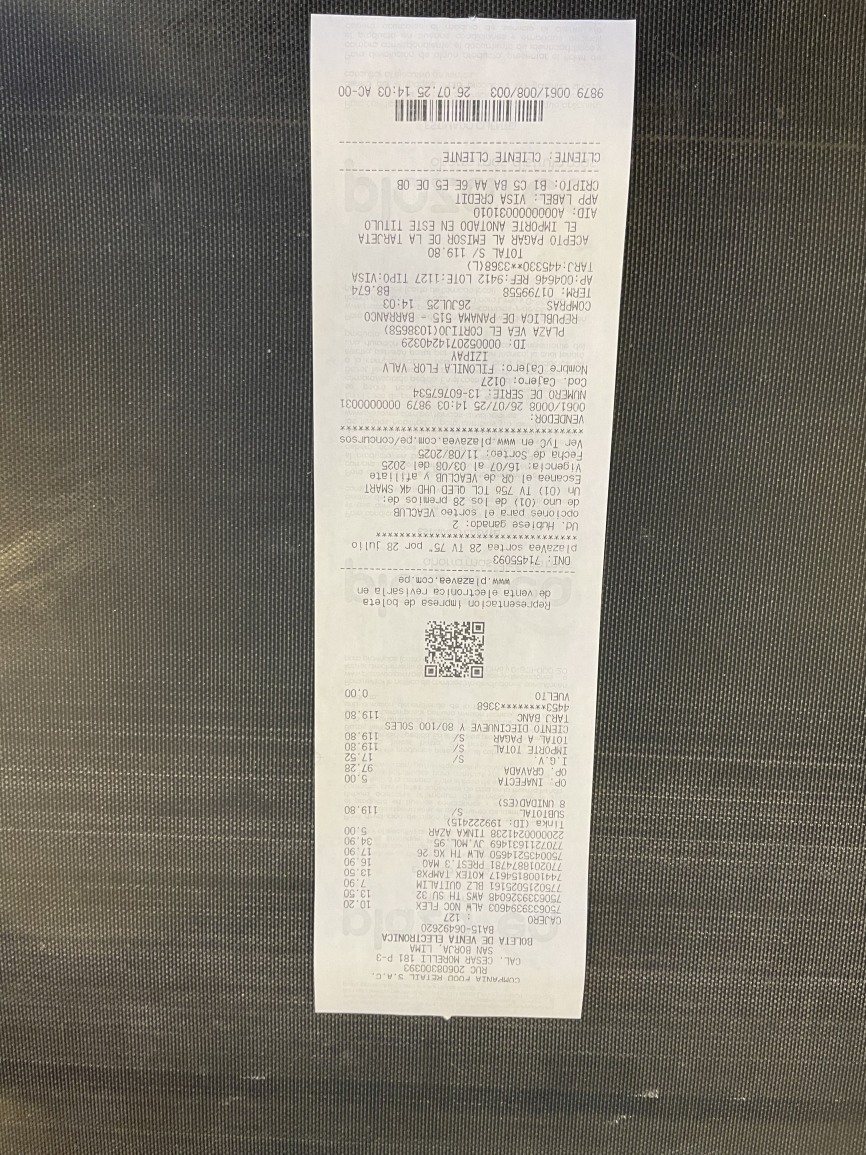 COMPANIA FOOD RETAIL S.A.C.
RUC 20608300393
CAL. CESAR MORELLI 181 P-3
SAN BORJA, LIMA
BOLETA DE VENTA ELECTRONICA
BA15-06492620
CAJERO : 127
7506339394603 ALW NOC FLEX 10.20
7506339326048 AWS TH SU 32 13.50
7750215025161 BLZ QUITALIM 7.90
7441008154617 KOTEX TAMPX8 13.50
7702018874781 PREST.3 MAQ 16.90
7500435214650 ALW TH XG 26 17.90
7702711631469 JV.MOL 95 34.90
2200000241238 TINKA AZAR 5.00
Tinka (ID: 199222415)
SUBTOTAL S/ 119.80
8 UNIDAD(ES)
OP. INAFECTA 5.00
OP. GRAVADA 97.28
I.G.V. S/ 17.52
IMPORTE TOTAL S/ 119.80
TOTAL A PAGAR S/ 119.80
CIENTO DIECINUEVE Y 80/100 SOLES
TARJ BANC 119.80
4453*********3368
VUELTO 0.00
Representacion impresa de boleta
de venta electronica revisarla en
www.plazavea.com.pe
DNI: 71455093
plazaVea sortea 28 TV 75" por 28 julio
****************************************
Ud. Hubiese ganado: 2
opciones para el sorteo VEACLUB
de uno (01) de los 28 premios de:
Un (01) TV 75o TCL QLED UHD 4K SMART
Escanea el QR de VEACLUB y afiliate
Vigencia: 16/07 al 03/08 del 2025
Fecha de Sorteo: 11/08/2025
Ver TyC en www.plazavea.com.pe/concursos
****************************************
VENDEDOR:
0061/0008 26/07/25 14:03 9879 0000000031
NUMERO DE SERIE: 13-60767534
Cod. Cajero: 0127
Nombre Cajero: FILONILA FLOR VALV
IZIPAY
ID: 0000520714240329
PLAZA VEA EL CORTIJO(1038658)
REPUBLICA DE PANAMA 515 - BARRANCO
COMPRAS 26JUL25 14:03
TERM: 01799558 B8.674
AP:004646 REF:9412 LOTE:1127 TIPO:VISA
TARJ:445330**3368(L)
TOTAL S/ 119.80
ACEPTO PAGAR AL EMISOR DE LA TARJETA
EL IMPORTE ANOTADO EN ESTE TITULO
AID: A0000000031010
APP LABEL: VISA CREDIT
CRIPTO: B1 C5 BA AA 6E E5 DE 0B
CLIENTE: CLIENTE CLIENTE
9879 0061/008/003 26.07.25 14:03 AC-00